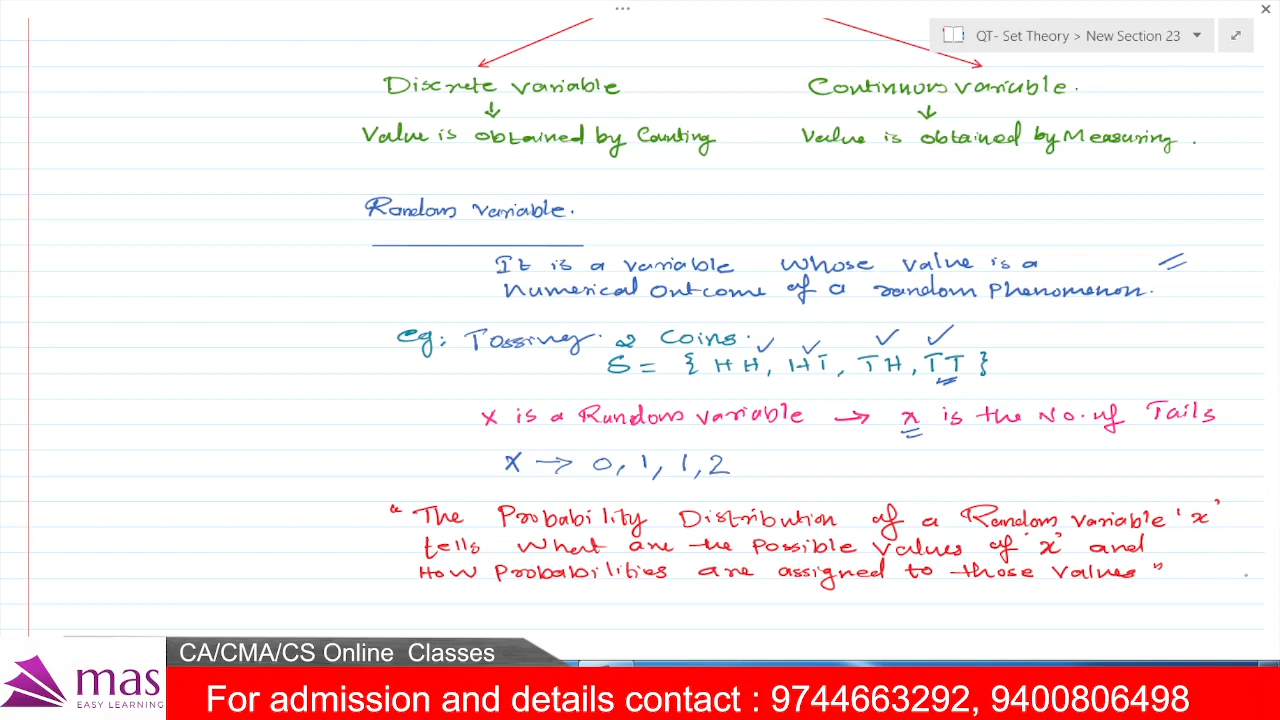 ...
QT- Set Theory > New Section 23
Discrete variable
Continuous variable.
Value is obtained by Counting
Value is obtained by Measuring.
Random variable.
It is a variable whose value is a
numerical outcome of a random phenomenon.
eg: Tossing 2 coins.
S = { HH, HT, TH, TT }
X is a Random variable → x is the No. of Tails
X → 0, 1, 1, 2
" The Probability Distribution of a Random variable 'x'
tells what are the possible values of 'x' and
How probabilities are assigned to those values "
CA/CMA/CS Online Classes
mas
EASY LEARNING
For admission and details contact : 9744663292, 9400806498